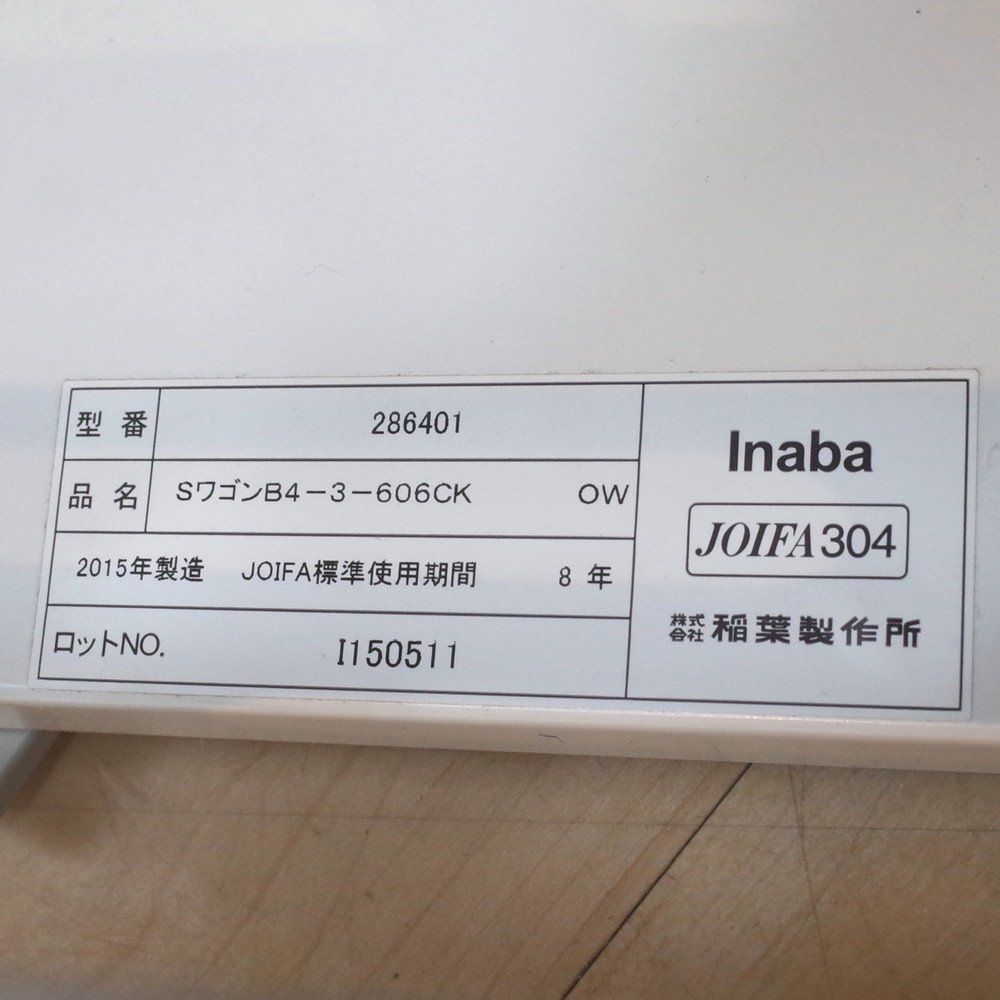 型番 286401
品名 SワゴンB4-3-606CK OW
2015年製造 JOIFA標準使用期間 8年
ロットNO. I150511
Inaba
JOIFA304
株式会社 稲葉製作所